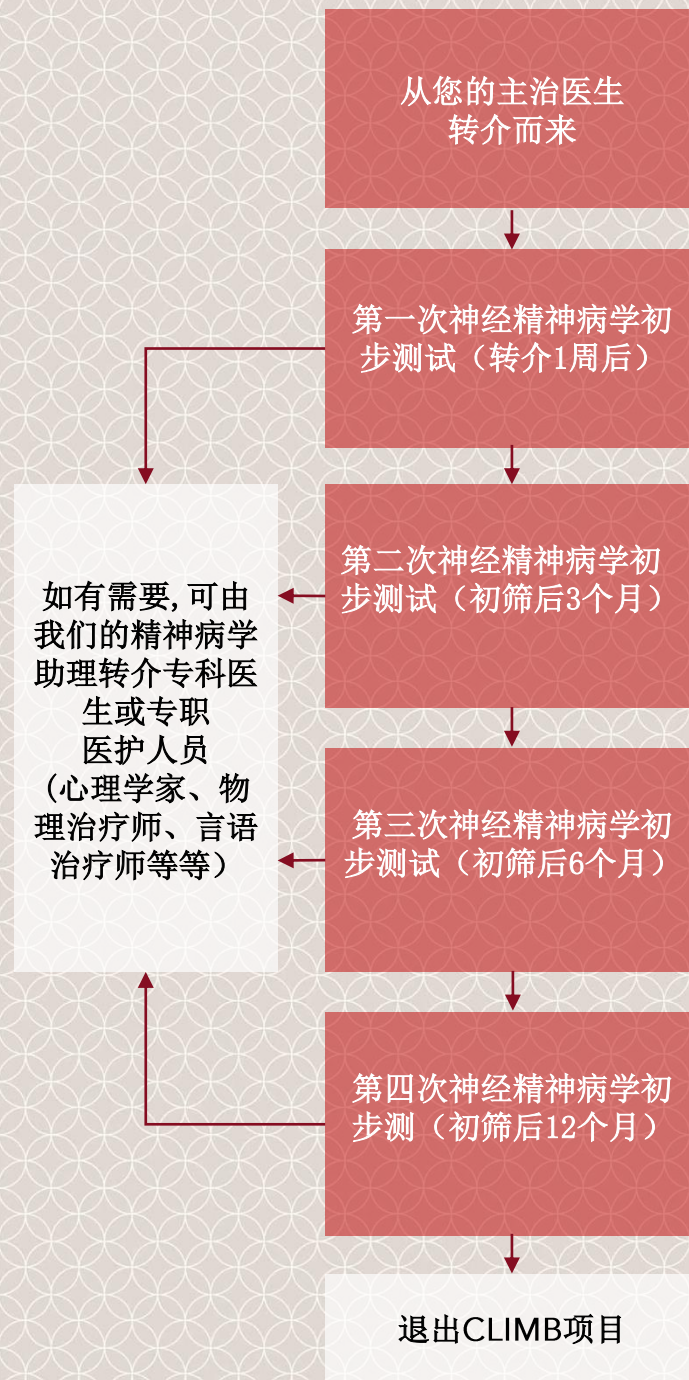 从您的主治医生
转介而来
第一次神经精神病学初
步测试（转介1周后）
第二次神经精神病学初
步测试（初筛后3个月）
如有需要,可由
我们的精神病学
助理转介专科医
生或专职
医护人员
(心理学家、物
理治疗师、言语
治疗师等等）
第三次神经精神病学初
步测试（初筛后6个月）
第四次神经精神病学初
步测（初筛后12个月）
退出CLIMB项目